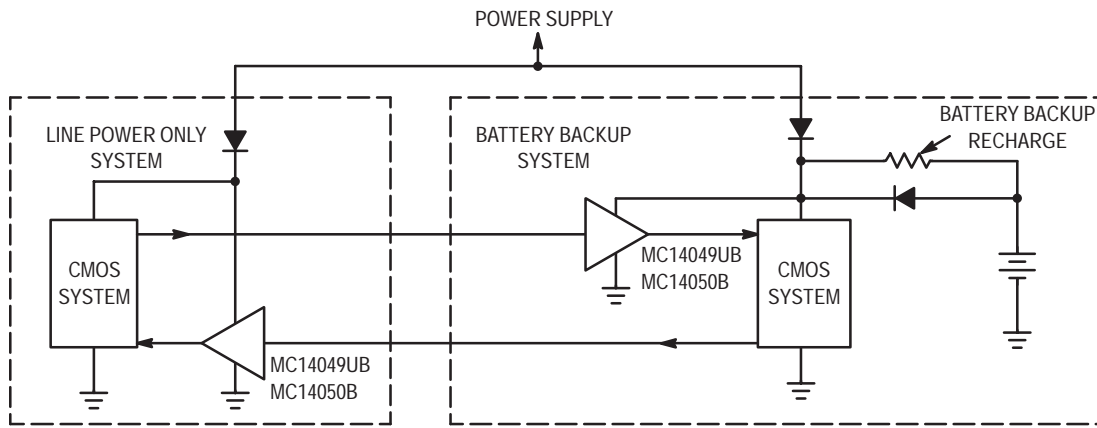 POWER SUPPLY
LINE POWER ONLY
SYSTEM
BATTERY BACKUP
SYSTEM
BATTERY BACKUP
RECHARGE
CMOS
SYSTEM
MC14049UB
MC14050B
MC14049UB
MC14050B
CMOS
SYSTEM